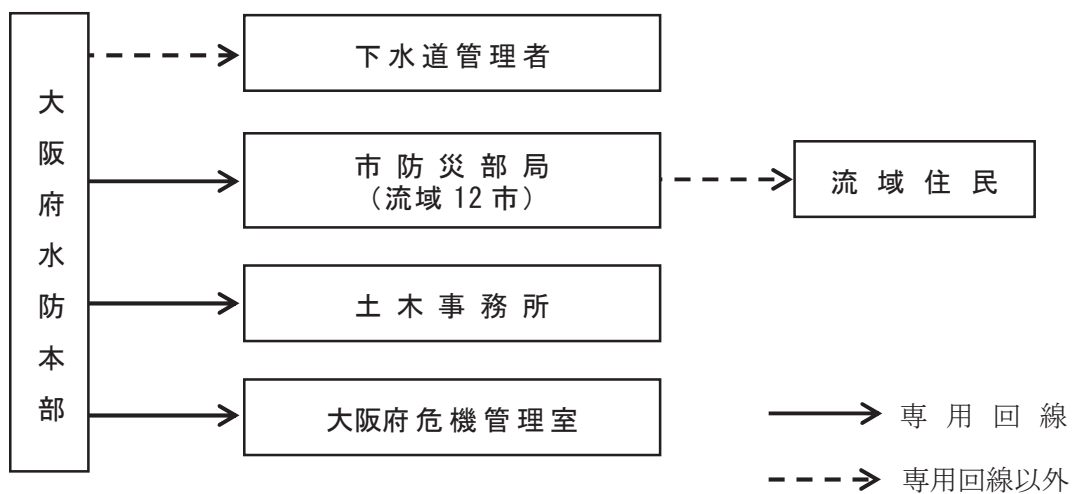 大阪府水防本部
下水道管理者
市防災部局
(流域12市)
流域住民
土木事務所
大阪府危機管理室
専用回線
専用回線以外